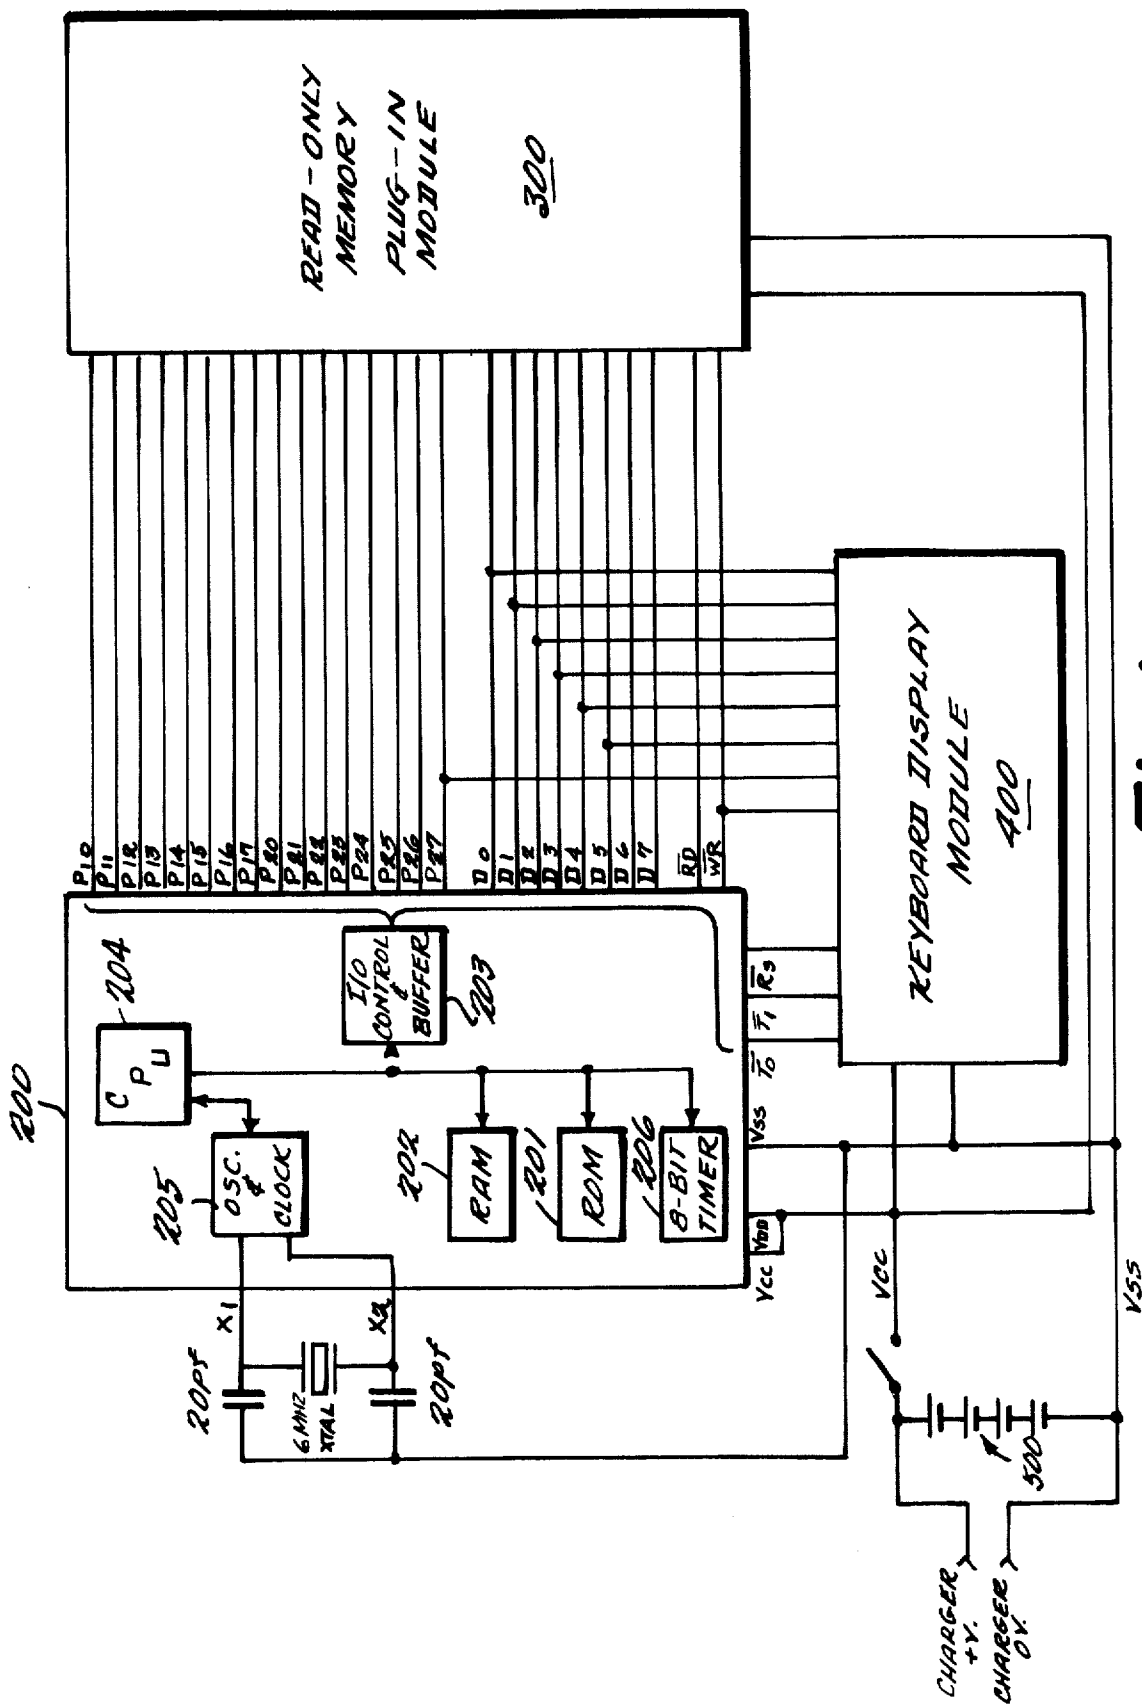 READ-ONLY
MEMORY
PLUG-IN
MODULE
300
P10
P11
P12
P13
P14
P15
P16
P17
P20
P21
P22
P23
P24
P25
P26
P27
D0
D1
D2
D3
D4
D5
D6
D7
RD
WR
200
204
CPU
205
OSC.
&
CLOCK
I/O
CONTROL
&
BUFFER
203
202
RAM
201
ROM
206
8-BIT
TIMER
X1
X2
20pf
6 MHZ
XTAL
20pf
VCC
VDD
VSS
T0
T1
RS
KEYBOARD DISPLAY
MODULE
400
VCC
VSS
500
CHARGER
+V.
CHARGER
0V.